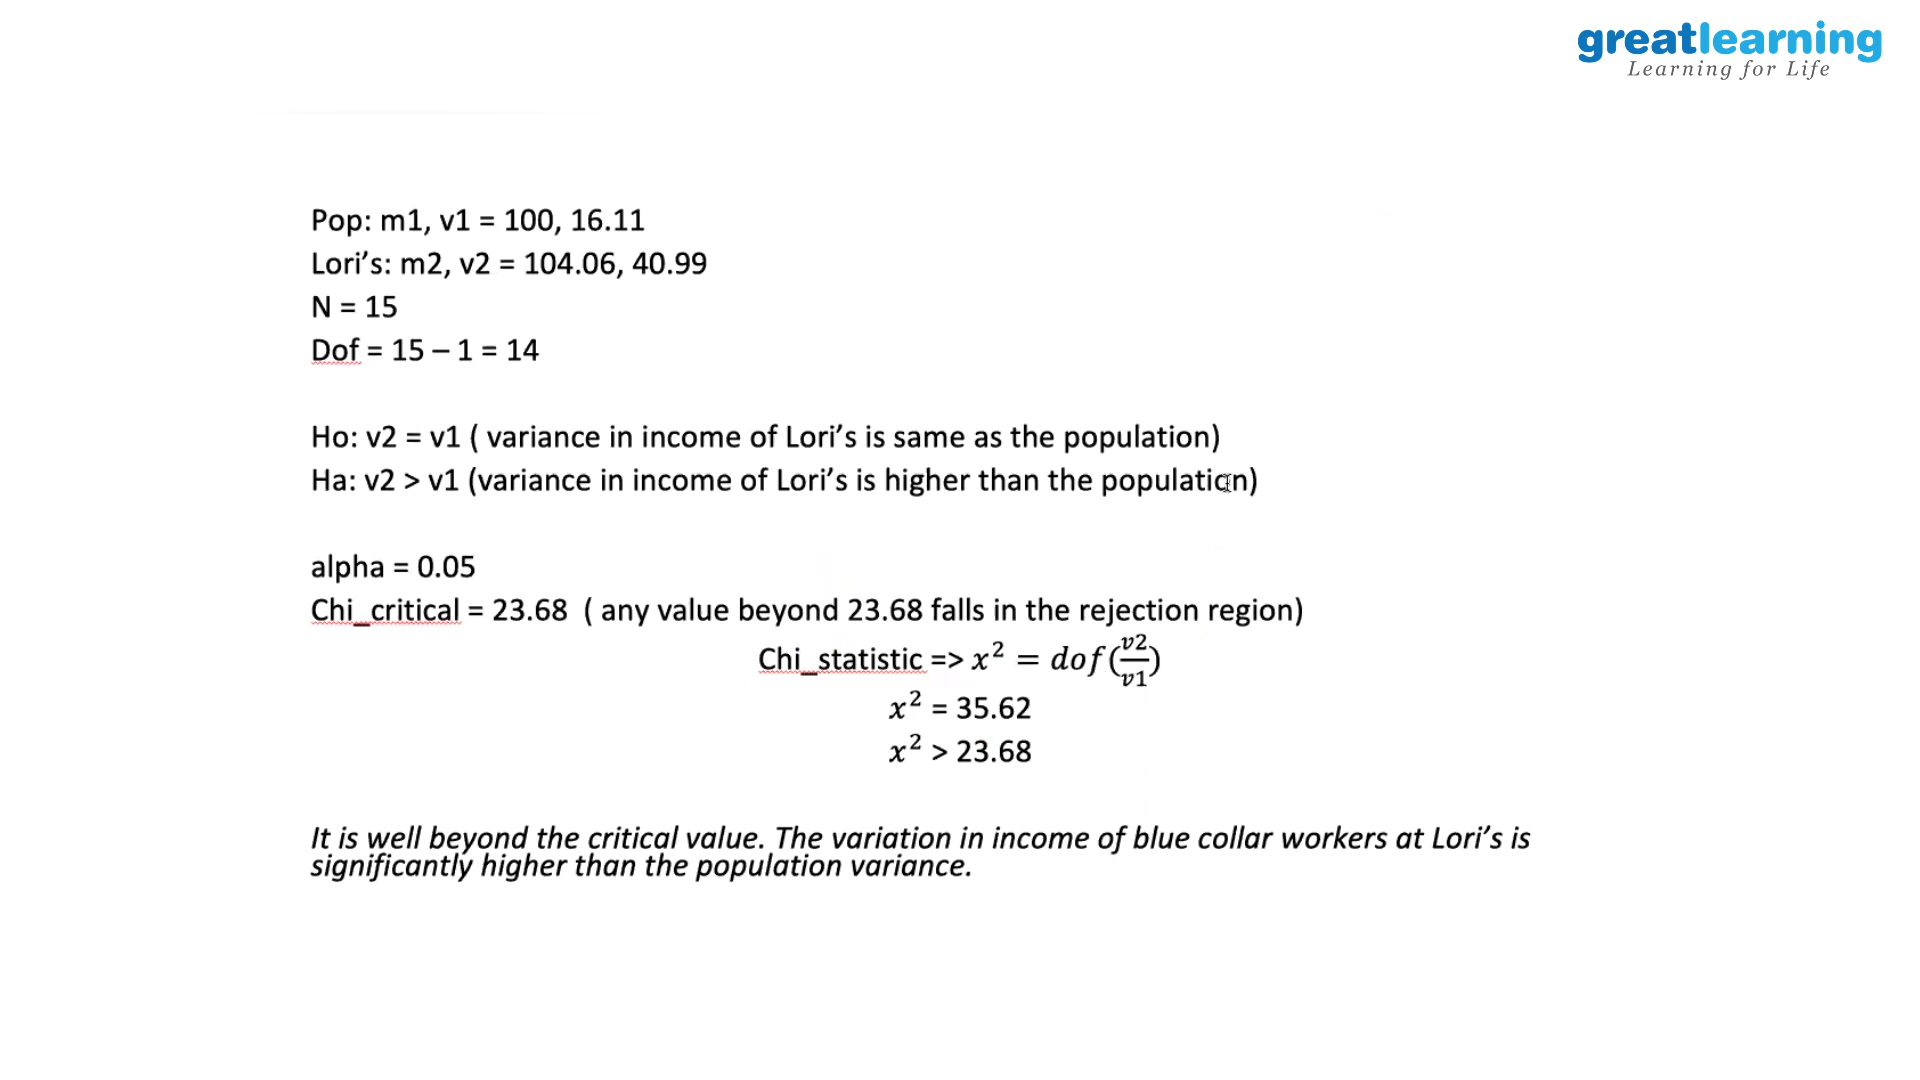 greatlearning
Learning for Life
Pop: m1, v1 = 100, 16.11
Lori’s: m2, v2 = 104.06, 40.99
N = 15
Dof = 15 – 1 = 14
Ho: v2 = v1 ( variance in income of Lori’s is same as the population)
Ha: v2 > v1 (variance in income of Lori’s is higher than the population)
alpha = 0.05
Chi_critical = 23.68 ( any value beyond 23.68 falls in the rejection region)
Chi_statistic => x² = dof(v2/v1)
x² = 35.62
x² > 23.68
It is well beyond the critical value. The variation in income of blue collar workers at Lori’s is
significantly higher than the population variance.